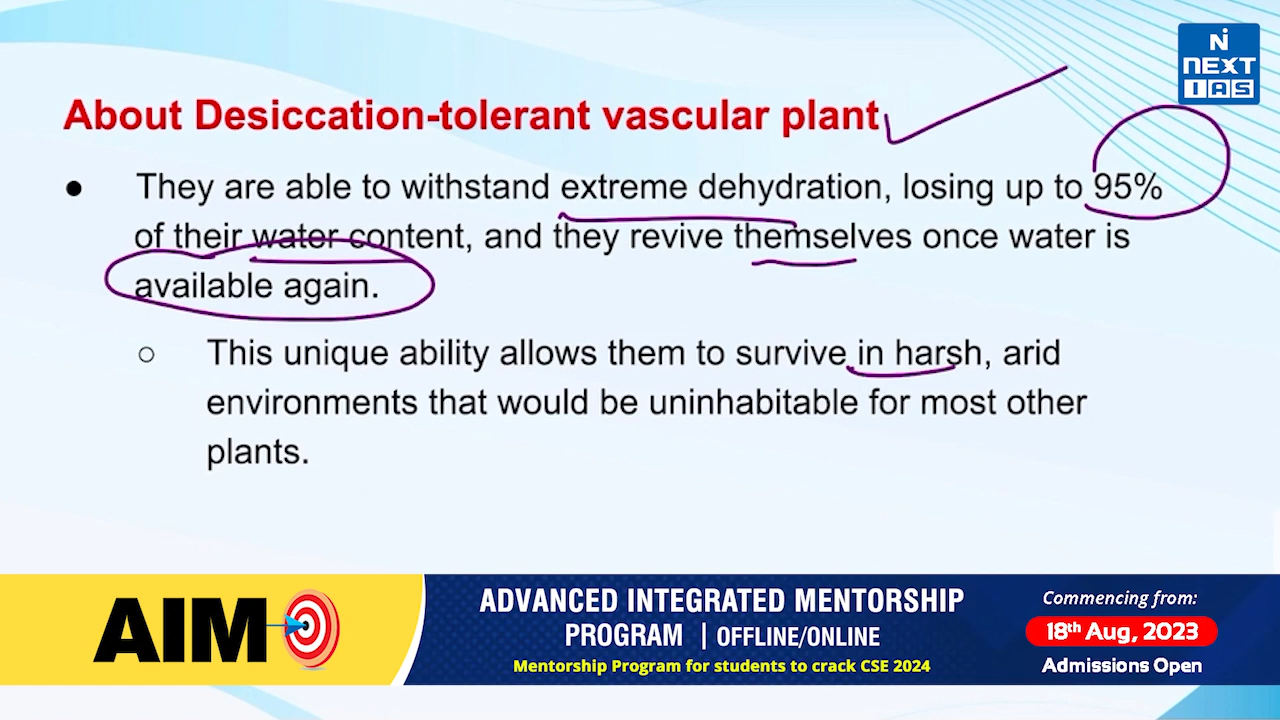 NEXT
IAS
About Desiccation-tolerant vascular plant
● They are able to withstand extreme dehydration, losing up to 95%
of their water content, and they revive themselves once water is
available again.
○ This unique ability allows them to survive in harsh, arid
environments that would be uninhabitable for most other
plants.
AIM
ADVANCED INTEGRATED MENTORSHIP
PROGRAM | OFFLINE/ONLINE
Mentorship Program for students to crack CSE 2024
Commencing from:
18th Aug, 2023
Admissions Open